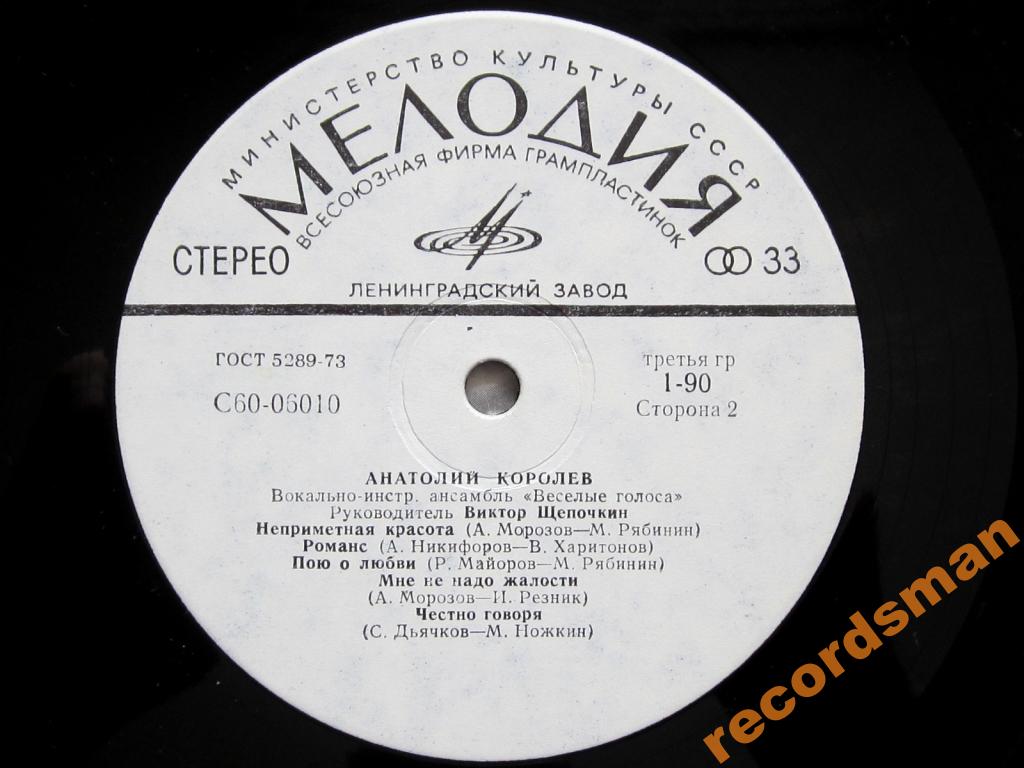 МИНИСТЕРСТВО КУЛЬТУРЫ СССР
МЕЛОДИЯ
ВСЕСОЮЗНАЯ ФИРМА ГРАМПЛАСТИНОК
СТЕРЕО
33
ЛЕНИНГРАДСКИЙ ЗАВОД
ГОСТ 5289-73
третья гр
С60-06010
1-90
Сторона 2
АНАТОЛИЙ КОРОЛЕВ
Вокально-инстр. ансамбль «Веселые голоса»
Руководитель Виктор Щепочкин
Неприметная красота (А. Морозов—М. Рябинин)
Романс (А. Никифоров—В. Харитонов)
Пою о любви (Р. Майоров—М. Рябинин)
Мне не надо жалости
(А. Морозов—И. Резник)
Честно говоря
(С. Дьячков—М. Ножкин)
recordsman